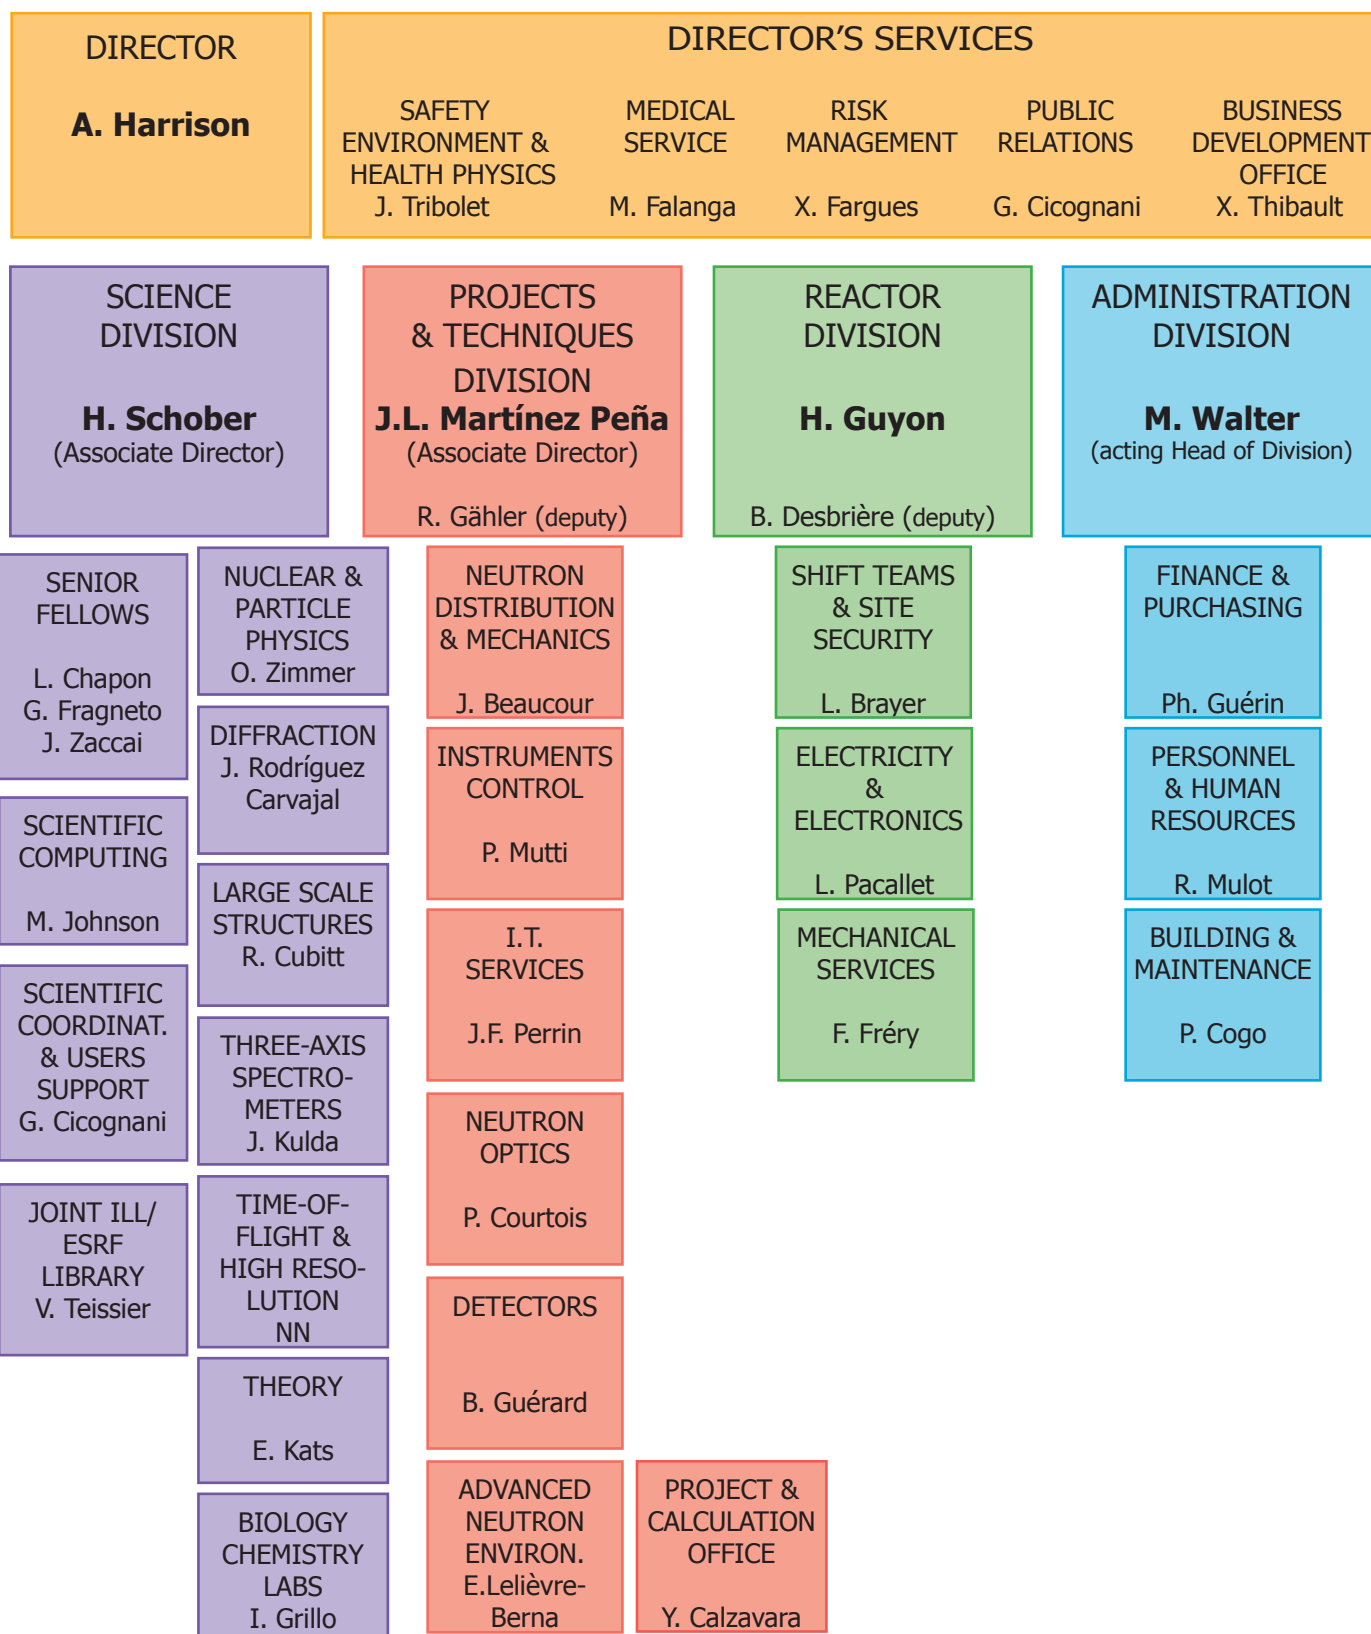 DIRECTOR
A. Harrison
DIRECTOR’S SERVICES
SAFETY
ENVIRONMENT &
HEALTH PHYSICS
J. Tribolet
MEDICAL
SERVICE
M. Falanga
RISK
MANAGEMENT
X. Fargues
PUBLIC
RELATIONS
G. Cicognani
BUSINESS
DEVELOPMENT
OFFICE
X. Thibault
SCIENCE
DIVISION
H. Schober
(Associate Director)
PROJECTS
& TECHNIQUES
DIVISION
J.L. Martínez Peña
(Associate Director)
R. Gähler (deputy)
REACTOR
DIVISION
H. Guyon
B. Desbrière (deputy)
ADMINISTRATION
DIVISION
M. Walter
(acting Head of Division)
SENIOR
FELLOWS
L. Chapon
G. Fragneto
J. Zaccai
SCIENTIFIC
COMPUTING
M. Johnson
SCIENTIFIC
COORDINAT.
& USERS
SUPPORT
G. Cicognani
JOINT ILL/
ESRF
LIBRARY
V. Teissier
NUCLEAR &
PARTICLE
PHYSICS
O. Zimmer
DIFFRACTION
J. Rodríguez
Carvajal
LARGE SCALE
STRUCTURES
R. Cubitt
THREE-AXIS
SPECTRO-
METERS
J. Kulda
TIME-OF-
FLIGHT &
HIGH RESO-
LUTION
NN
THEORY
E. Kats
BIOLOGY
CHEMISTRY
LABS
I. Grillo
NEUTRON
DISTRIBUTION
& MECHANICS
J. Beaucour
INSTRUMENTS
CONTROL
P. Mutti
I.T.
SERVICES
J.F. Perrin
NEUTRON
OPTICS
P. Courtois
DETECTORS
B. Guérard
ADVANCED
NEUTRON
ENVIRON.
E.Lelièvre-
Berna
PROJECT &
CALCULATION
OFFICE
Y. Calzavara
SHIFT TEAMS
& SITE
SECURITY
L. Brayer
ELECTRICITY
&
ELECTRONICS
L. Pacallet
MECHANICAL
SERVICES
F. Fréry
FINANCE &
PURCHASING
Ph. Guérin
PERSONNEL
& HUMAN
RESOURCES
R. Mulot
BUILDING &
MAINTENANCE
P. Cogo